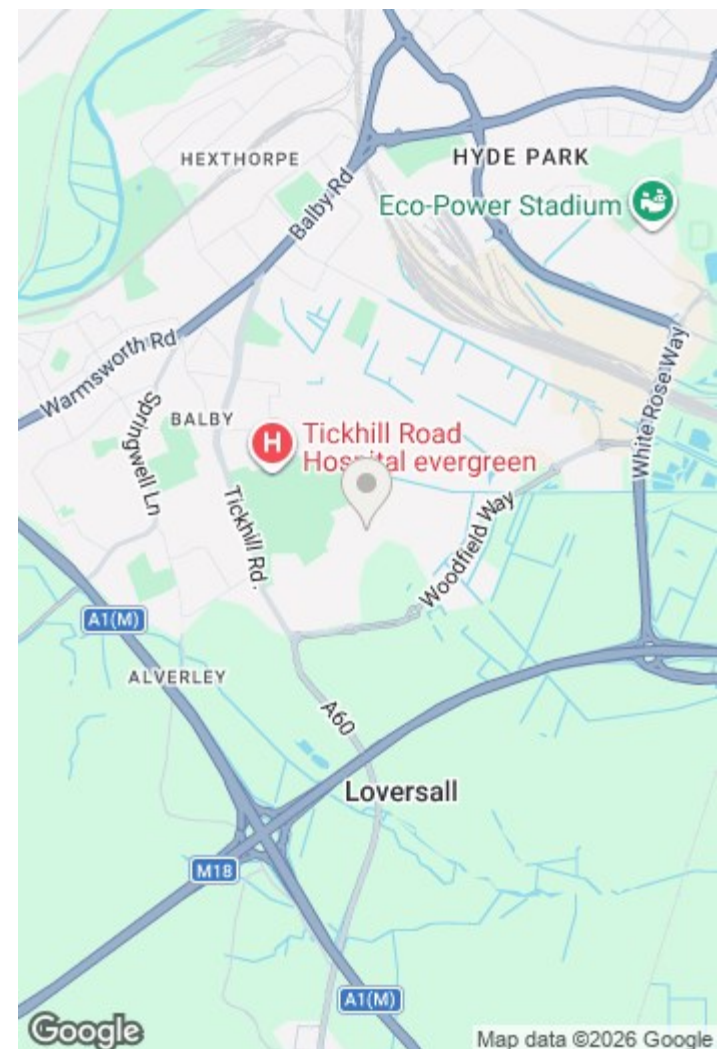 HEXTHORPE
HYDE PARK
Balby Rd
Eco-Power Stadium
Warmsworth Rd
White Rose Way
Springwell Ln
BALBY
H
Tickhill Road
Hospital evergreen
Tickhill Rd.
Woodfield Way
A1(M)
ALVERLEY
A60
Loversall
M18
A1(M)
Google
Map data ©2026 Google